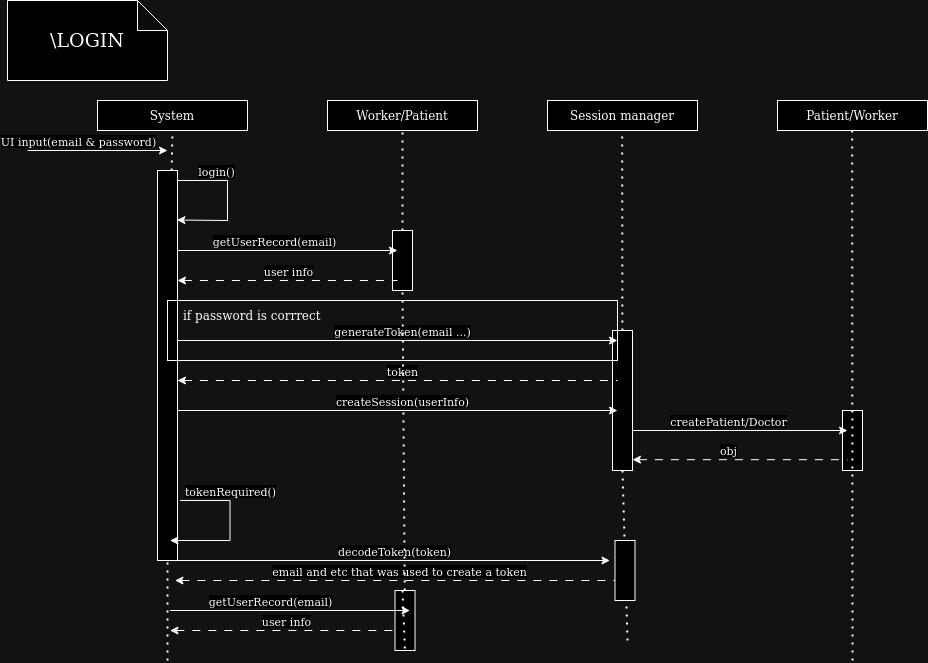 \LOGIN
System
Worker/Patient
Session manager
Patient/Worker
UI input(email & password)
login()
getUserRecord(email)
user info
if password is corrrect
generateToken(email ...)
token
createSession(userInfo)
createPatient/Doctor
obj
tokenRequired()
decodeToken(token)
email and etc that was used to create a token
getUserRecord(email)
user info